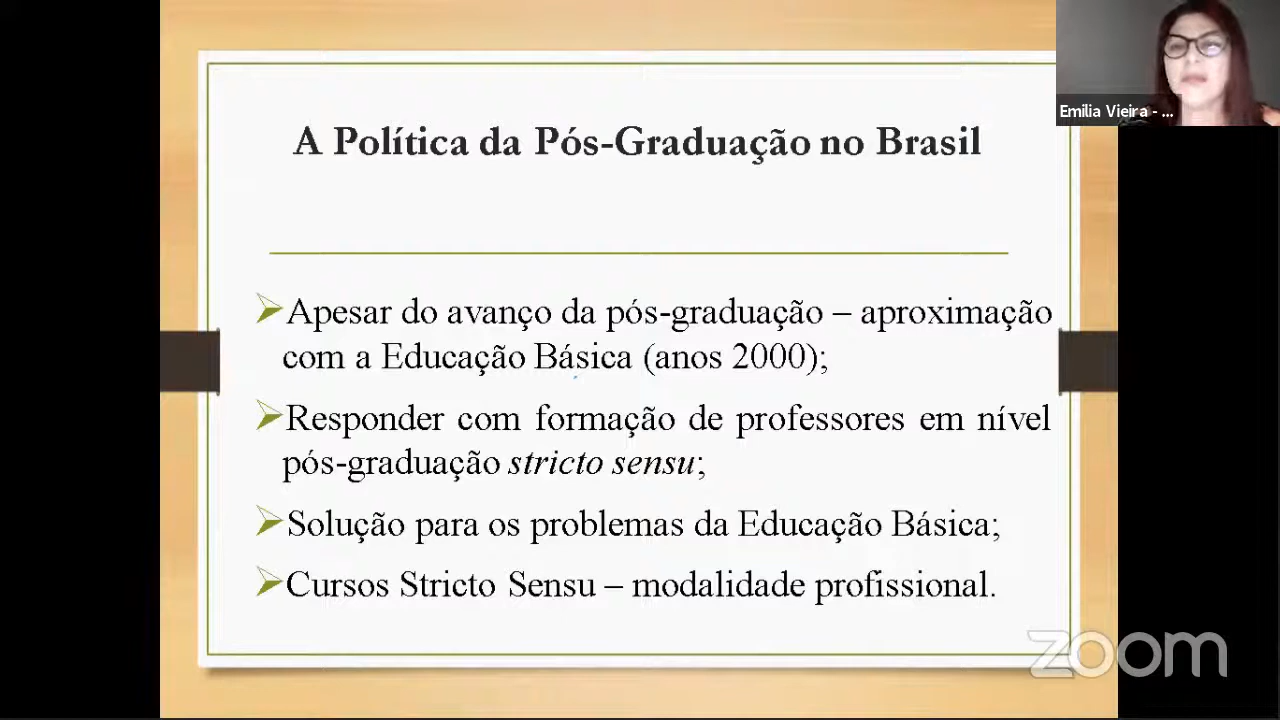 Emilia Vieira - ...
A Política da Pós-Graduação no Brasil
Apesar do avanço da pós-graduação – aproximação
com a Educação Básica (anos 2000);
Responder com formação de professores em nível
pós-graduação stricto sensu;
Solução para os problemas da Educação Básica;
Cursos Stricto Sensu – modalidade profissional.
zoom